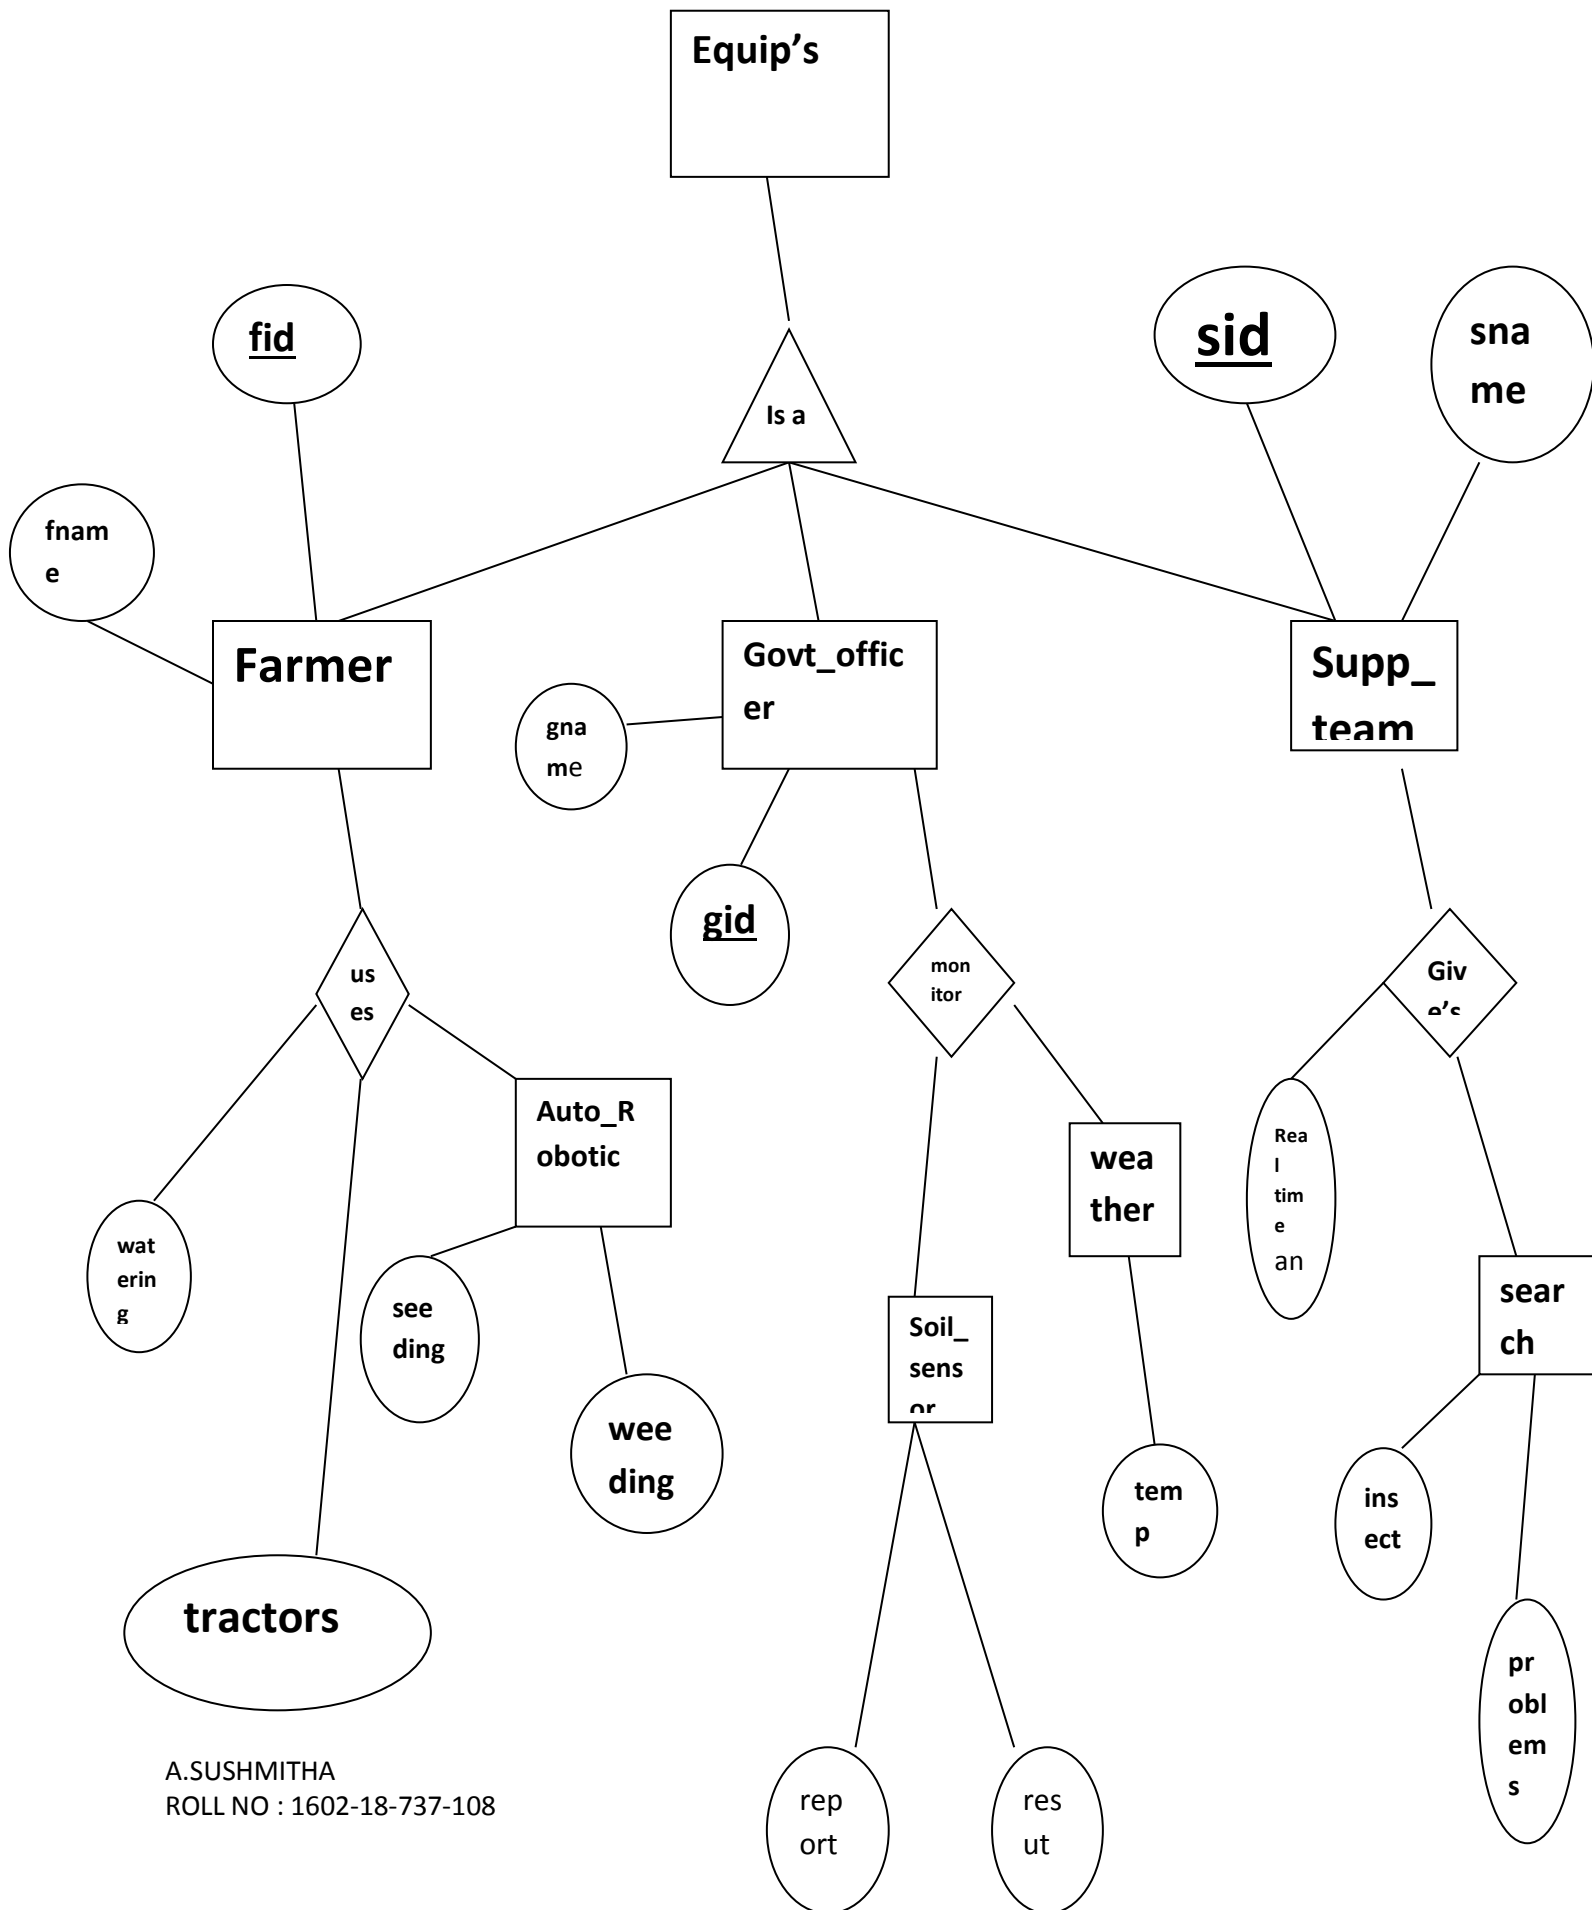 Equip's
fid
sid
sna
me
Is a
fnam
e
Farmer
Govt_offic
er
Supp_
team
gna
me
gid
us
es
mon
itor
Giv
e's
Auto_R
obotic
wea
ther
Rea
l
tim
e
an
wat
erin
g
see
ding
wee
ding
Soil_
sens
or
sear
ch
tem
p
ins
ect
tractors
pr
obl
em
s
A.SUSHMITHA
ROLL NO : 1602-18-737-108
rep
ort
res
ut